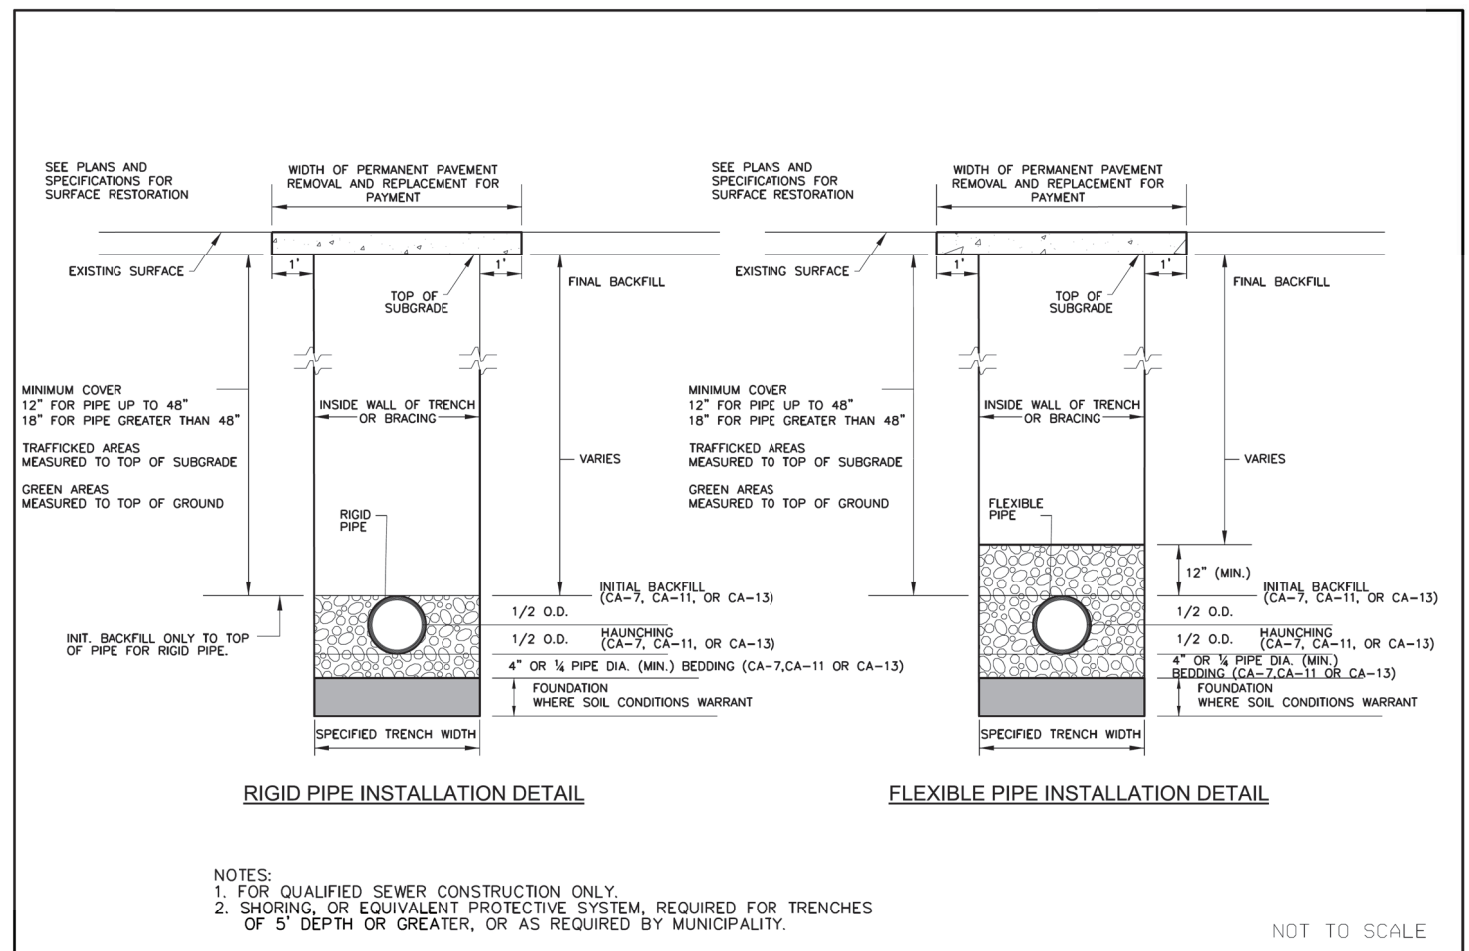 SEE PLANS AND
SPECIFICATIONS FOR
SURFACE RESTORATION
WIDTH OF PERMANENT PAVEMENT
REMOVAL AND REPLACEMENT FOR
PAYMENT
EXISTING SURFACE
1'
1'
TOP OF
SUBGRADE
FINAL BACKFILL
MINIMUM COVER
12" FOR PIPE UP TO 48"
18" FOR PIPE GREATER THAN 48"
TRAFFICKED AREAS
MEASURED TO TOP OF SUBGRADE
GREEN AREAS
MEASURED TO TOP OF GROUND
INSIDE WALL OF TRENCH
OR BRACING
VARIES
RIGID
PIPE
INIT. BACKFILL ONLY TO TOP
OF PIPE FOR RIGID PIPE.
INITIAL BACKFILL
(CA-7, CA-11, OR CA-13)
1/2 O.D.
1/2 O.D.
HAUNCHING
(CA-7, CA-11, OR CA-13)
4" OR ¼ PIPE DIA. (MIN.) BEDDING (CA-7,CA-11 OR CA-13)
FOUNDATION
WHERE SOIL CONDITIONS WARRANT
SPECIFIED TRENCH WIDTH
RIGID PIPE INSTALLATION DETAIL
SEE PLANS AND
SPECIFICATIONS FOR
SURFACE RESTORATION
WIDTH OF PERMANENT PAVEMENT
REMOVAL AND REPLACEMENT FOR
PAYMENT
EXISTING SURFACE
1'
1'
TOP OF
SUBGRADE
FINAL BACKFILL
MINIMUM COVER
12" FOR PIPE UP TO 48"
18" FOR PIPE GREATER THAN 48"
TRAFFICKED AREAS
MEASURED TO TOP OF SUBGRADE
GREEN AREAS
MEASURED TO TOP OF GROUND
INSIDE WALL OF TRENCH
OR BRACING
VARIES
FLEXIBLE
PIPE
12" (MIN.)
INITIAL BACKFILL
(CA-7, CA-11, OR CA-13)
1/2 O.D.
1/2 O.D.
HAUNCHING
(CA-7, CA-11, OR CA-13)
4" OR ¼ PIPE DIA. (MIN.)
BEDDING (CA-7,CA-11 OR CA-13)
FOUNDATION
WHERE SOIL CONDITIONS WARRANT
SPECIFIED TRENCH WIDTH
FLEXIBLE PIPE INSTALLATION DETAIL
NOTES:
1. FOR QUALIFIED SEWER CONSTRUCTION ONLY.
2. SHORING, OR EQUIVALENT PROTECTIVE SYSTEM, REQUIRED FOR TRENCHES
OF 5' DEPTH OR GREATER, OR AS REQUIRED BY MUNICIPALITY.
NOT TO SCALE